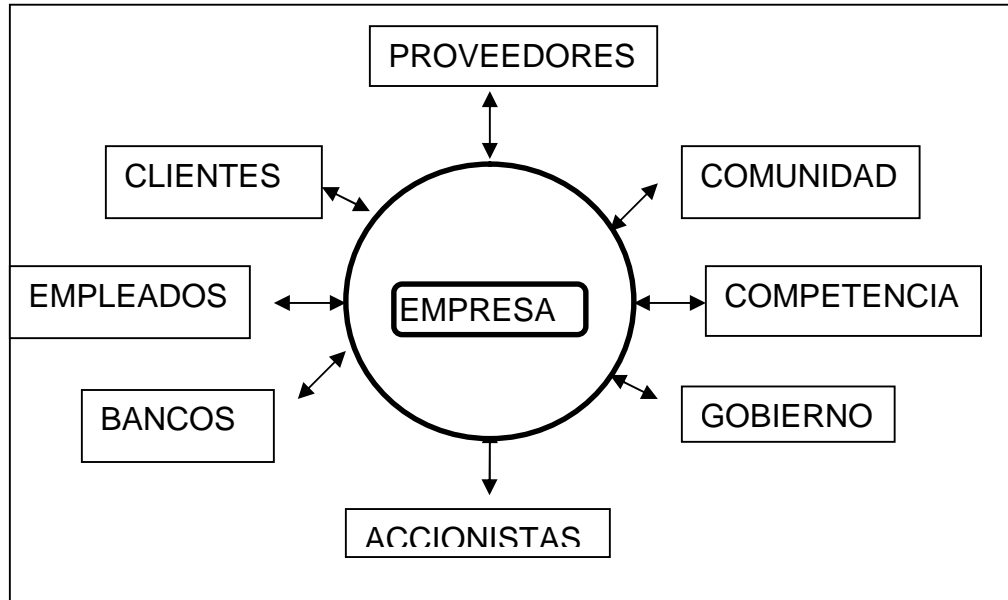 PROVEEDORES
CLIENTES
COMUNIDAD
EMPLEADOS
EMPRESA
COMPETENCIA
BANCOS
GOBIERNO
ACCIONISTAS